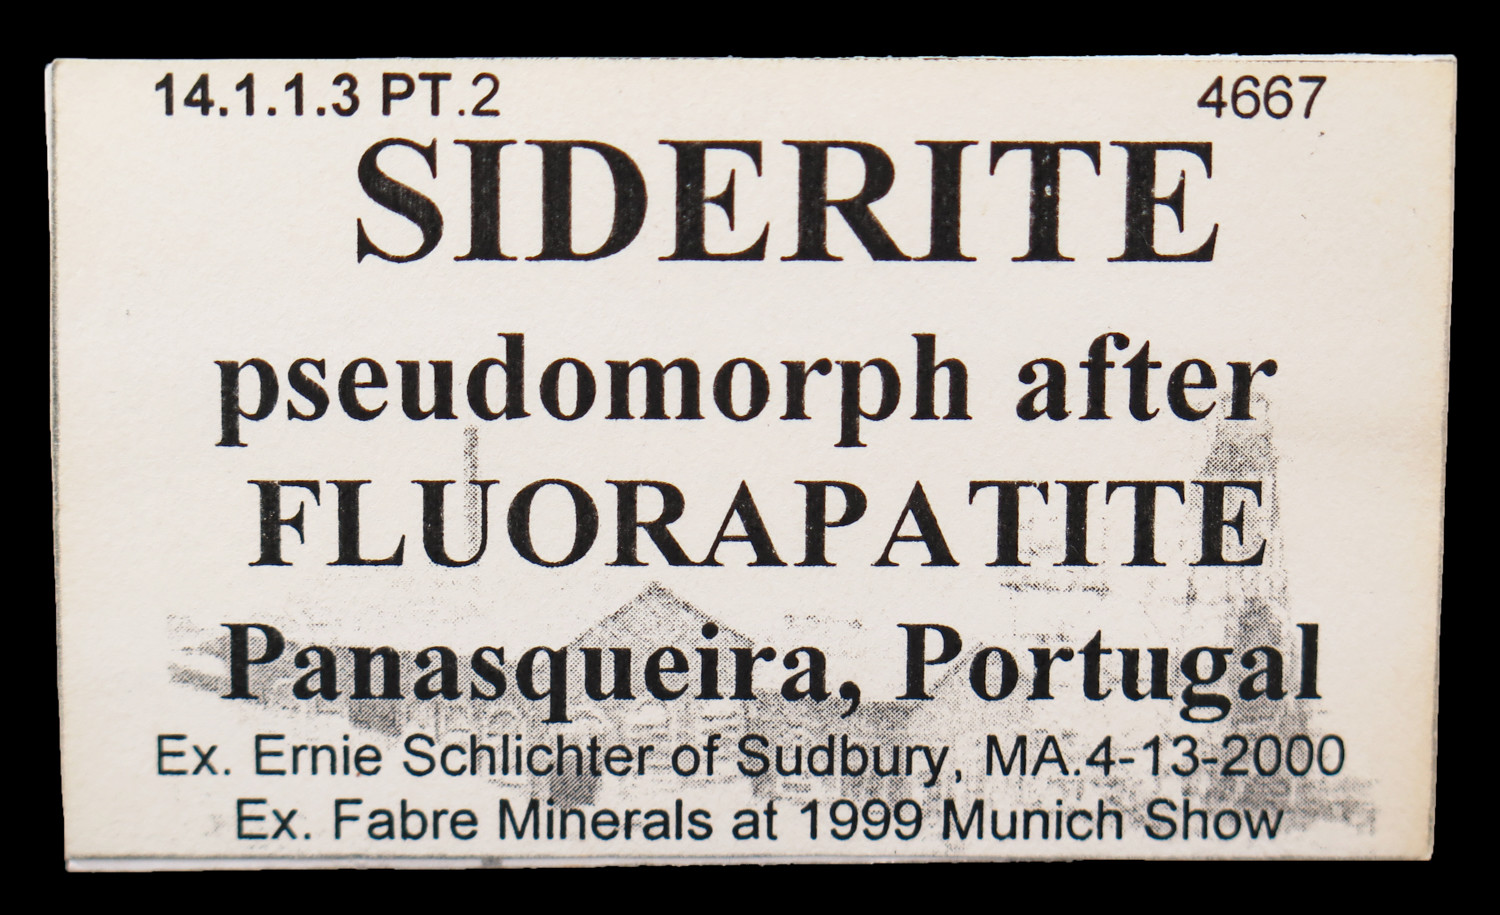 14.1.1.3 PT.2 4667
SIDERITE
pseudomorph after
FLUORAPATITE
Panasqueira, Portugal
Ex. Ernie Schlichter of Sudbury, MA.4-13-2000
Ex. Fabre Minerals at 1999 Munich Show